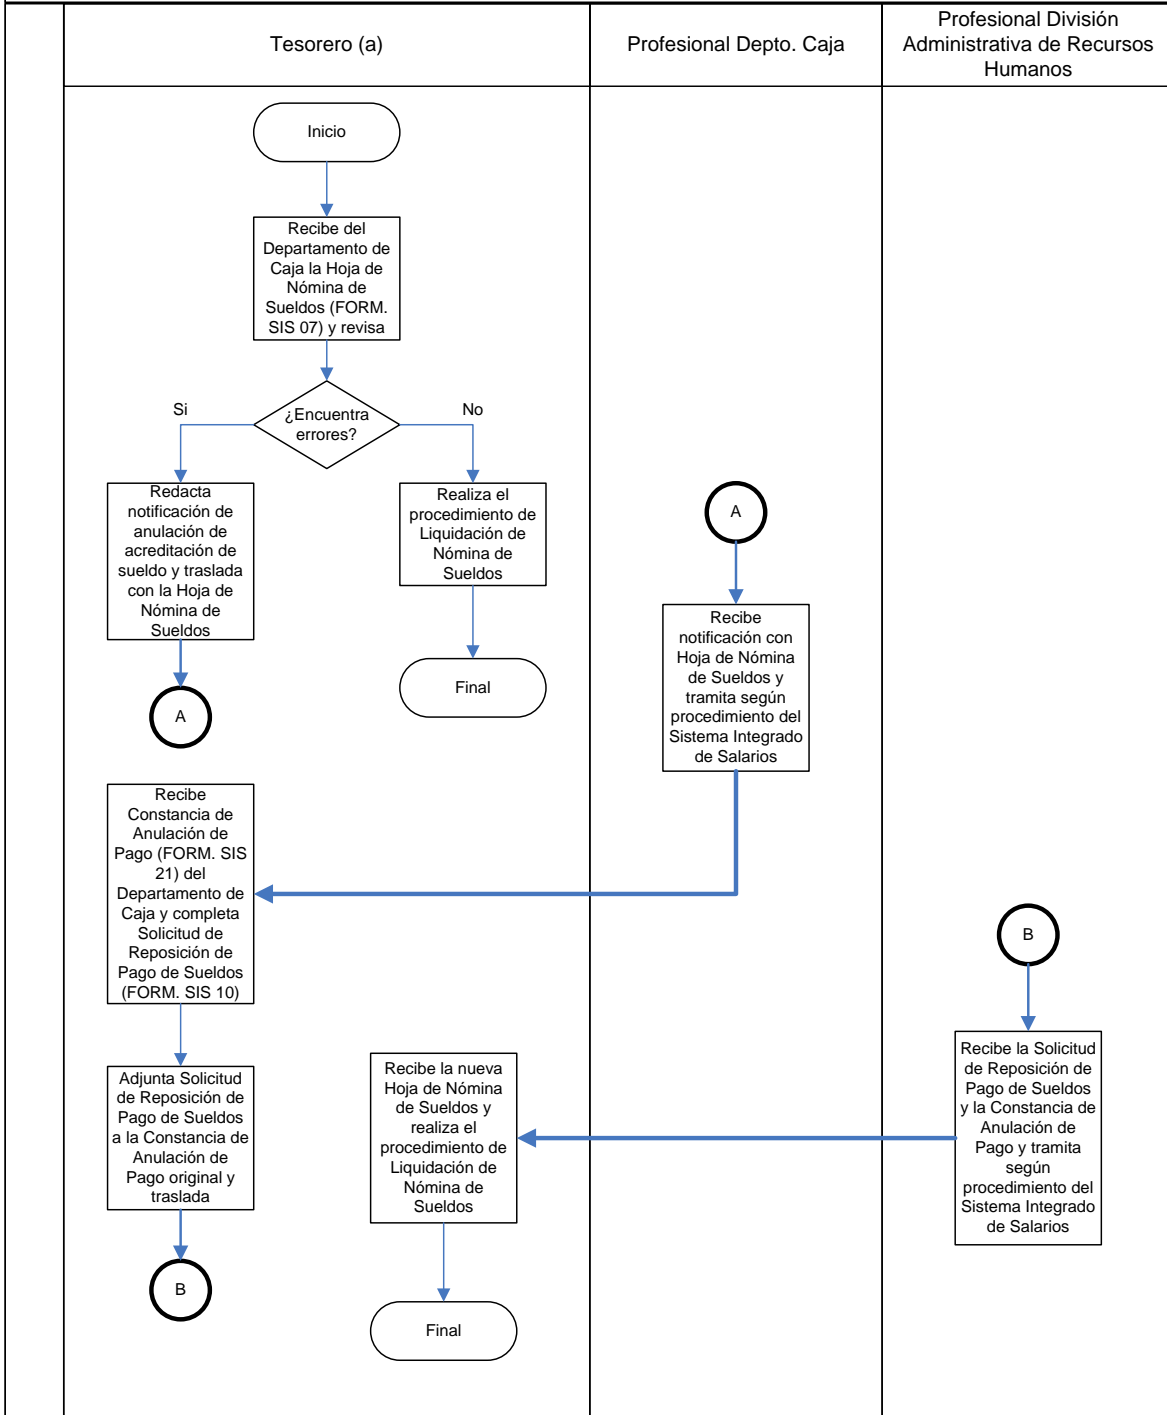 Tesorero (a)
Profesional Depto. Caja
Profesional División
Administrativa de Recursos
Humanos
Inicio
Recibe del
Departamento de
Caja la Hoja de
Nómina de
Sueldos (FORM.
SIS 07) y revisa
¿Encuentra
errores?
Si
No
Redacta
notificación de
anulación de
acreditación de
sueldo y traslada
con la Hoja de
Nómina de
Sueldos
Realiza el
procedimiento de
Liquidación de
Nómina de
Sueldos
A
Final
A
Recibe
notificación con
Hoja de Nómina
de Sueldos y
tramita según
procedimiento del
Sistema Integrado
de Salarios
Recibe
Constancia de
Anulación de
Pago (FORM. SIS
21) del
Departamento de
Caja y completa
Solicitud de
Reposición de
Pago de Sueldos
(FORM. SIS 10)
Adjunta Solicitud
de Reposición de
Pago de Sueldos
a la Constancia de
Anulación de
Pago original y
traslada
B
B
Recibe la Solicitud
de Reposición de
Pago de Sueldos
y la Constancia de
Anulación de
Pago y tramita
según
procedimiento del
Sistema Integrado
de Salarios
Recibe la nueva
Hoja de Nómina
de Sueldos y
realiza el
procedimiento de
Liquidación de
Nómina de
Sueldos
Final